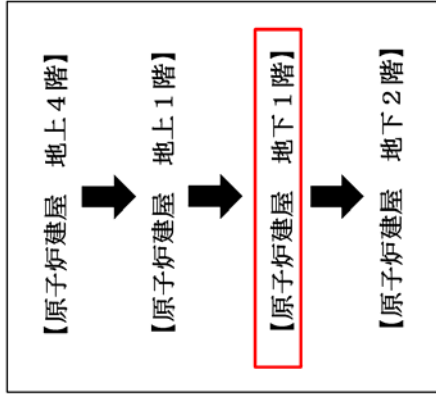 【原子炉建屋　地上４階】
【原子炉建屋　地上１階】
【原子炉建屋　地下１階】
【原子炉建屋　地下２階】